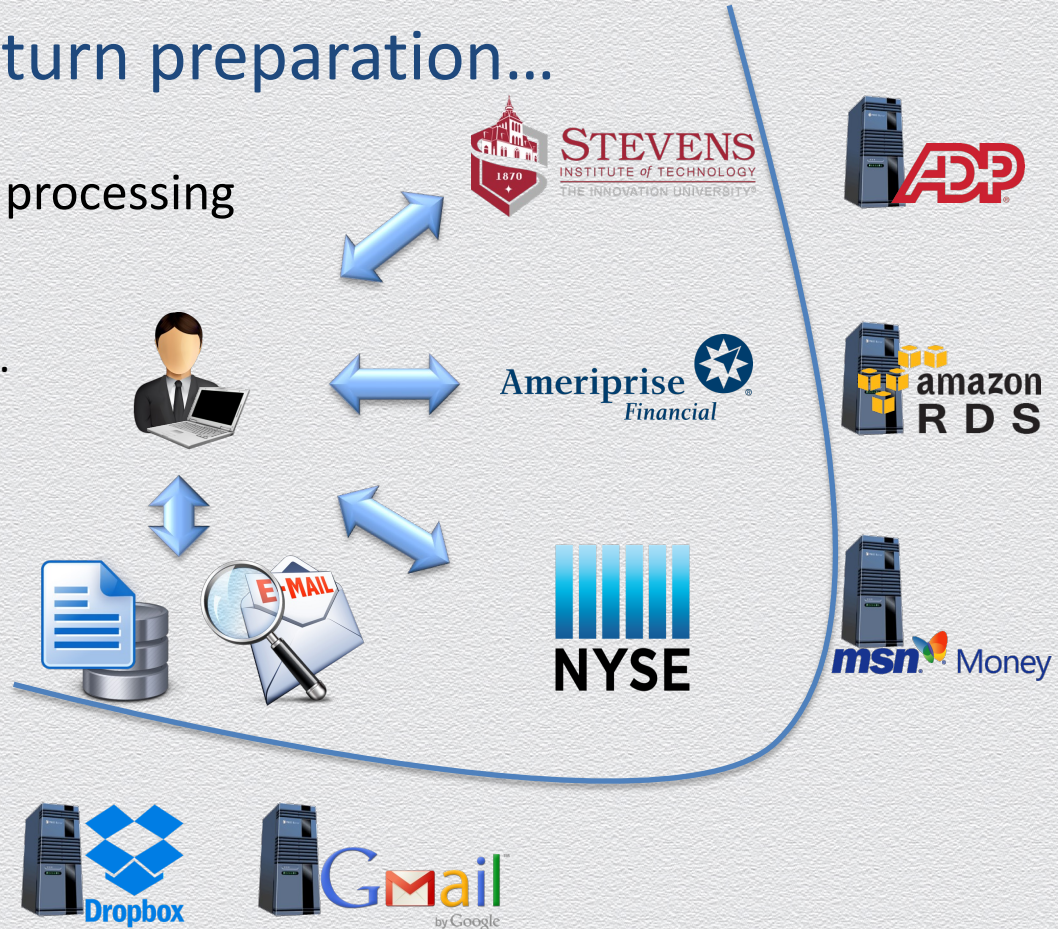 turn preparation…
processing
.
1870
STEVENS
INSTITUTE of TECHNOLOGY
THE INNOVATION UNIVERSITY®
ADP
Ameriprise
Financial
amazon
RDS
E-MAIL
NYSE
msn Money
Dropbox
Gmail
by Google